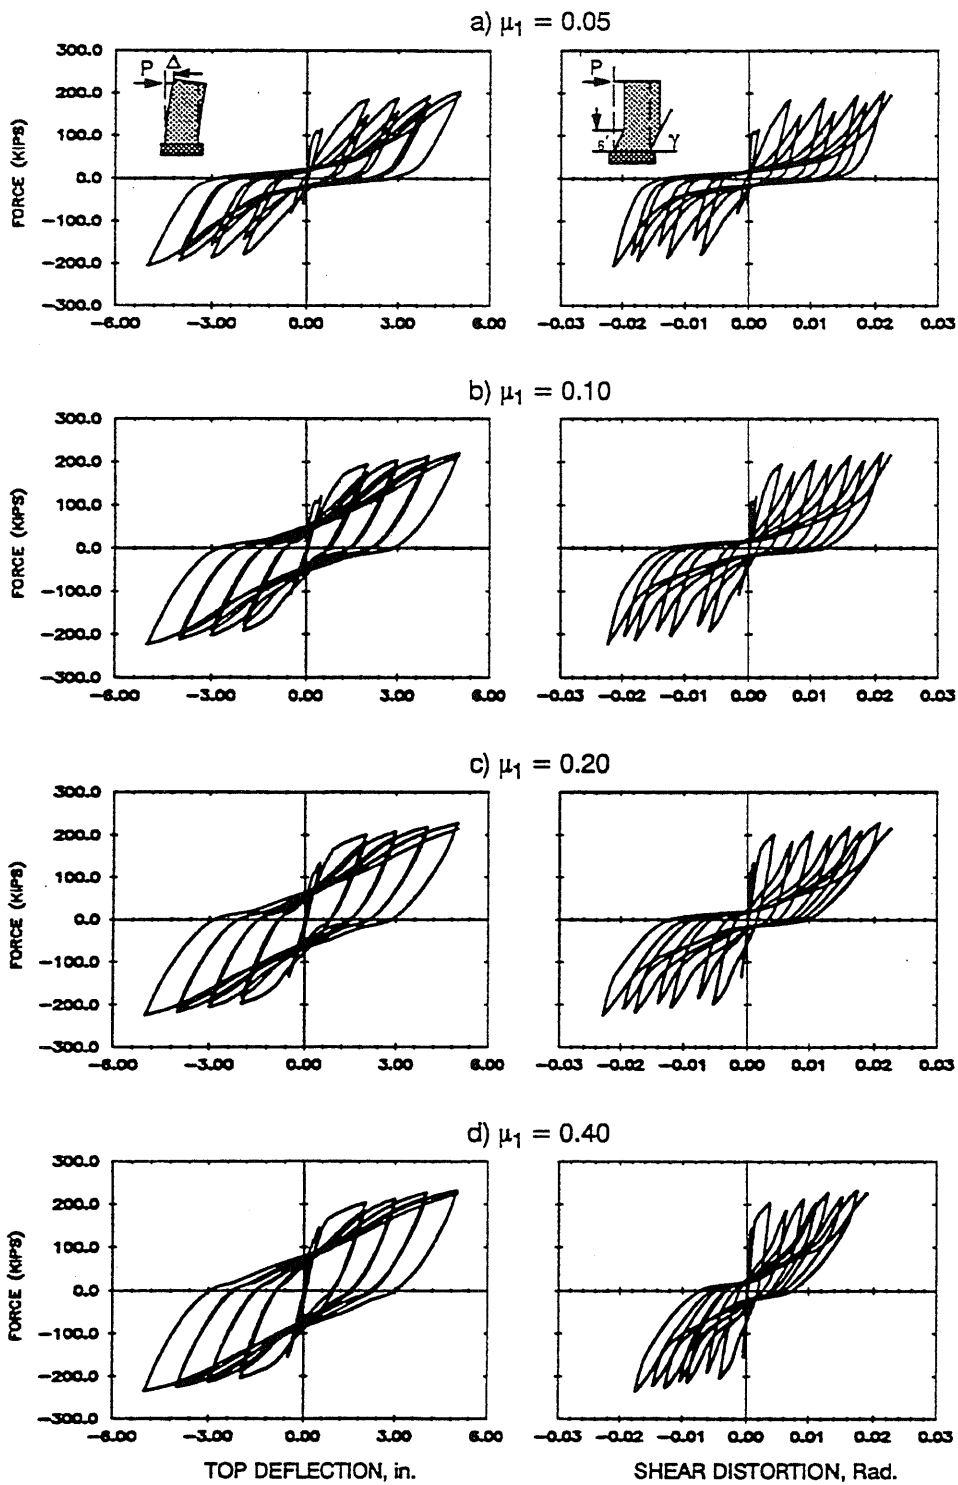 a) μ1 = 0.05
300.0
200.0
100.0
0.0
−100.0
−200.0
−300.0
FORCE (KIPS)
P Δ
−6.00 −3.00 0.00 3.00 6.00
P
6' γ
−0.03 −0.02 −0.01 0.00 0.01 0.02 0.03
b) μ1 = 0.10
300.0
200.0
100.0
0.0
−100.0
−200.0
−300.0
FORCE (KIPS)
−6.00 −3.00 0.00 3.00 6.00
−0.03 −0.02 −0.01 0.00 0.01 0.02 0.03
c) μ1 = 0.20
300.0
200.0
100.0
0.0
−100.0
−200.0
−300.0
FORCE (KIPS)
−6.00 −3.00 0.00 3.00 6.00
−0.03 −0.02 −0.01 0.00 0.01 0.02 0.03
d) μ1 = 0.40
300.0
200.0
100.0
0.0
−100.0
−200.0
−300.0
FORCE (KIPS)
−6.00 −3.00 0.00 3.00 6.00
−0.03 −0.02 −0.01 0.00 0.01 0.02 0.03
TOP DEFLECTION, in.
SHEAR DISTORTION, Rad.